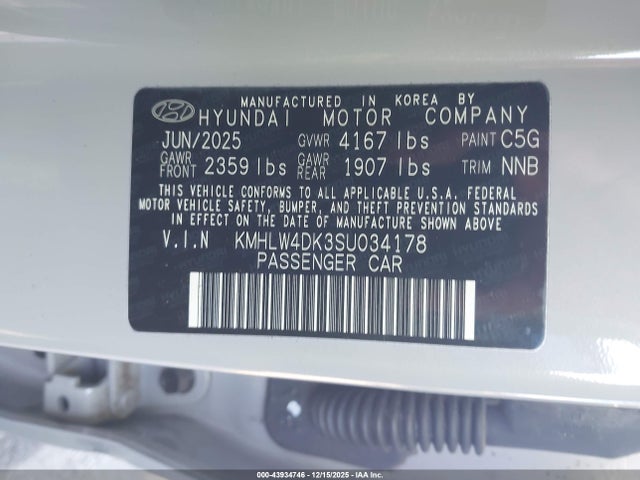 MANUFACTURED IN KOREA BY
HYUNDAI MOTOR COMPANY
JUN/2025 GVWR 4167 lbs PAINT C5G
GAWR FRONT 2359 lbs GAWR REAR 1907 lbs TRIM NNB
THIS VEHICLE CONFORMS TO ALL APPLICABLE U.S.A. FEDERAL
MOTOR VEHICLE SAFETY, BUMPER, AND THEFT PREVENTION STANDARDS
IN EFFECT ON THE DATE OF MANUFACTURE SHOWN ABOVE
V.I.N KMHLW4DK3SU034178
PASSENGER CAR
000-43934746 - 12/15/2025 - IAAI.com